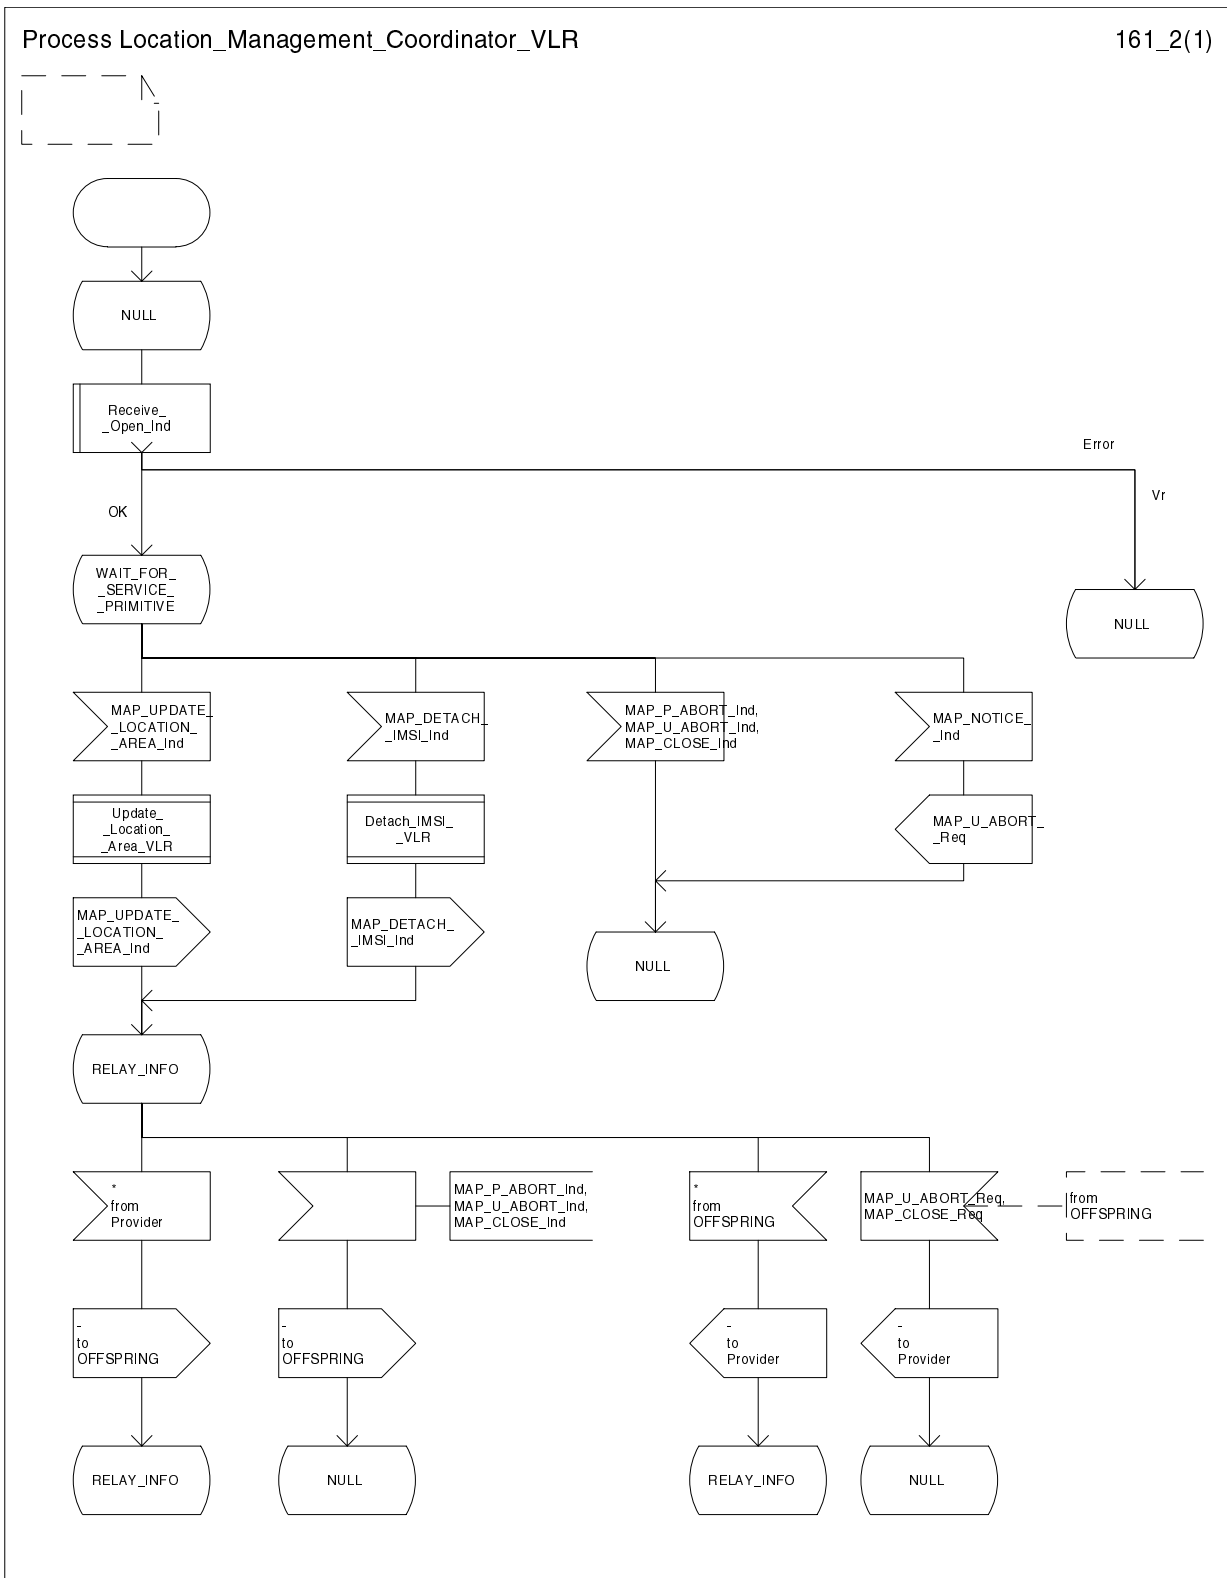 Process Location_Management_Coordinator_VLR
161_2(1)
NULL
Receive_
_Open_Ind
Error
Vr
OK
WAIT_FOR_
_SERVICE_
_PRIMITIVE
NULL
MAP_UPDATE_
_LOCATION_
_AREA_Ind
MAP_DETACH_
_IMSI_Ind
MAP_P_ABORT_Ind,
MAP_U_ABORT_Ind,
MAP_CLOSE_Ind
MAP_NOTICE_
_Ind
Update_
_Location_
_Area_VLR
Detach_IMSI_
_VLR
MAP_U_ABORT_
_Req
MAP_UPDATE_
_LOCATION_
_AREA_Ind
MAP_DETACH_
_IMSI_Ind
NULL
RELAY_INFO
*
from
Provider
MAP_P_ABORT_Ind,
MAP_U_ABORT_Ind,
MAP_CLOSE_Ind
*
from
OFFSPRING
MAP_U_ABORT_Req,
MAP_CLOSE_Req
from
OFFSPRING
-
to
OFFSPRING
-
to
OFFSPRING
-
to
Provider
-
to
Provider
RELAY_INFO
NULL
RELAY_INFO
NULL